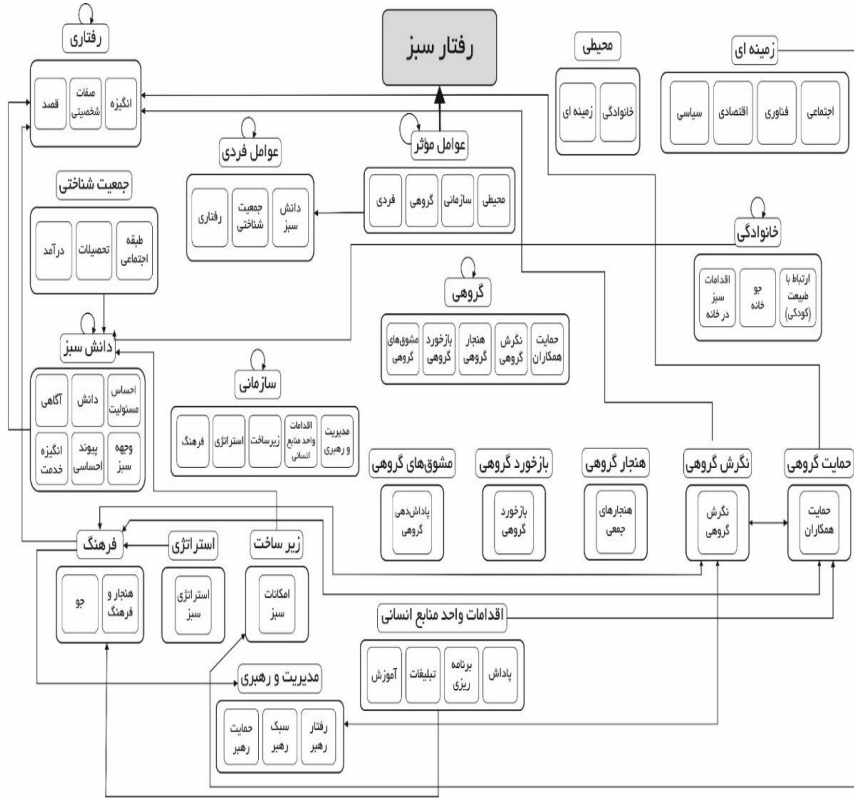 رفتار سبز
رفتاری
انگیزه
صفات
شخصیتی
قصد
محیطی
خانوادگی
زمینه ای
زمینه ای
اجتماعی
فناوری
اقتصادی
سیاسی
عوامل مؤثر
محیطی
سازمانی
گروهی
فردی
عوامل فردی
دانش
سبز
جمعیت
شناختی
رفتاری
جمعیت شناختی
طبقه
اجتماعی
تحصیلات
درآمد
خانوادگی
ارتباط با
طبیعت
(کودکی)
جو
خانه
اقدامات
سبز
در خانه
گروهی
حمایت
همکاران
نگرش
گروهی
هنجار
گروهی
بازخورد
گروهی
مشوق‌های
گروهی
دانش سبز
احساس
مسئولیت
دانش
آگاهی
وجهه
سبز
پیوند
احساسی
انگیزه
خدمت
سازمانی
مدیریت
و رهبری
اقدامات
واحد منابع
انسانی
زیرساخت
استراتژی
فرهنگ
حمایت گروهی
حمایت
همکاران
نگرش گروهی
نگرش
گروهی
هنجار گروهی
هنجارهای
جمعی
بازخورد گروهی
بازخورد
گروهی
مشوق‌های گروهی
پاداش‌دهی
گروهی
زیر ساخت
امکانات
سبز
استراتژی
استراتژی
سبز
فرهنگ
هنجار و
فرهنگ
جو
اقدامات واحد منابع انسانی
پاداش
برنامه
ریزی
تبلیغات
آموزش
مدیریت و رهبری
رفتار
رهبر
سبک
رهبر
حمایت
رهبر